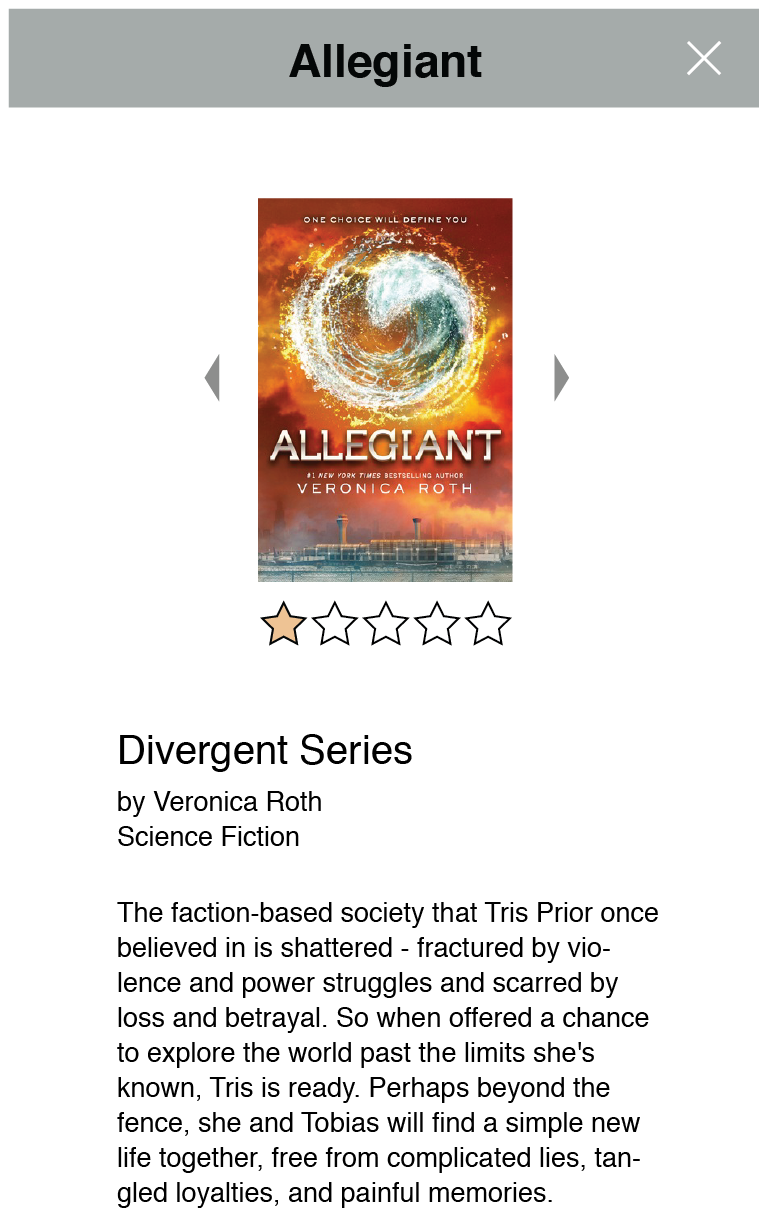 Allegiant
ONE CHOICE WILL DEFINE YOU
ALLEGIANT
#1 NEW YORK TIMES BESTSELLING AUTHOR
VERONICA ROTH
Divergent Series
by Veronica Roth
Science Fiction
The faction-based society that Tris Prior once
believed in is shattered - fractured by vio-
lence and power struggles and scarred by
loss and betrayal. So when offered a chance
to explore the world past the limits she's
known, Tris is ready. Perhaps beyond the
fence, she and Tobias will find a simple new
life together, free from complicated lies, tan-
gled loyalties, and painful memories.